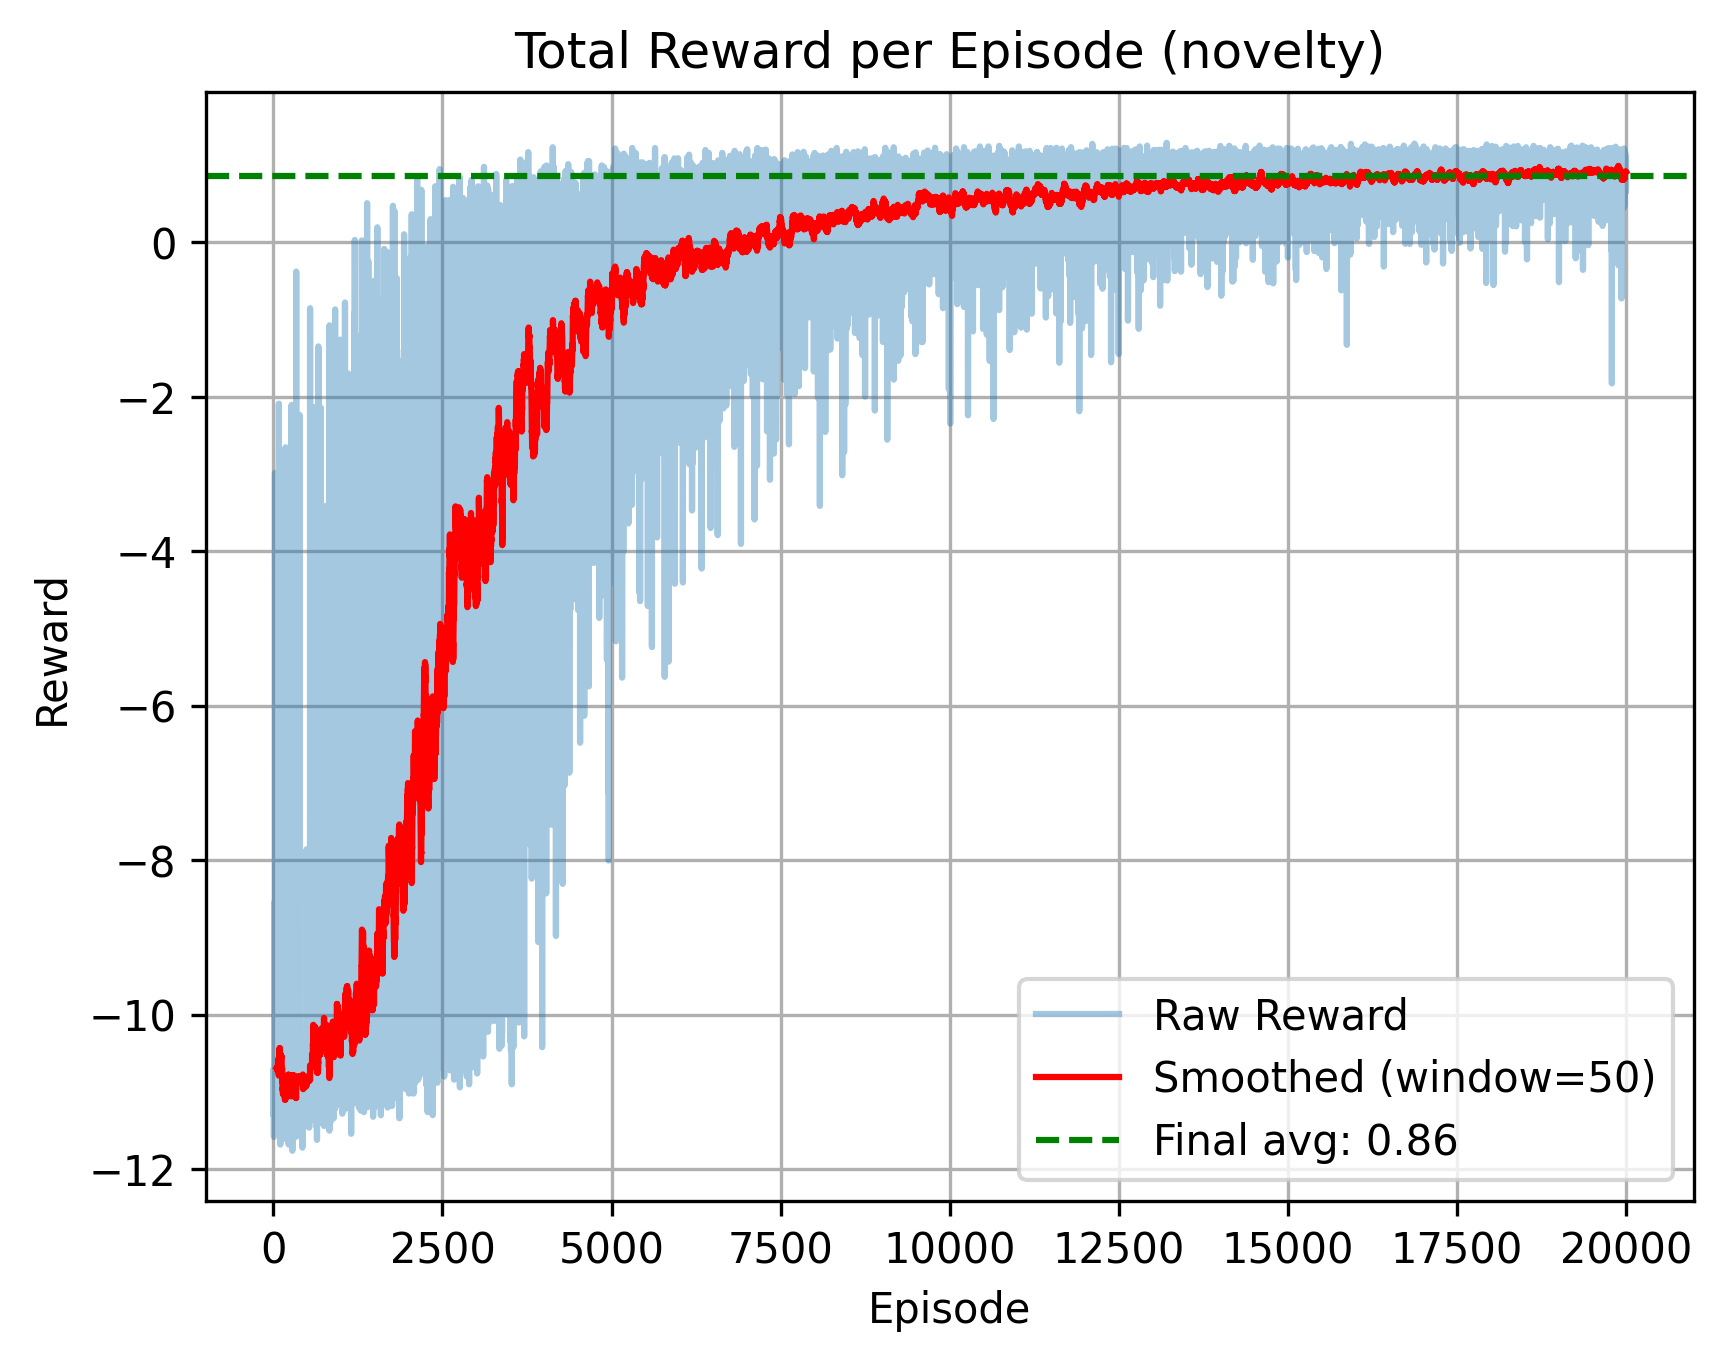 Total Reward per Episode (novelty)
Reward
0
−2
−4
−6
−8
−10
−12
Raw Reward
Smoothed (window=50)
Final avg: 0.86
0 2500 5000 7500 10000 12500 15000 17500 20000
Episode